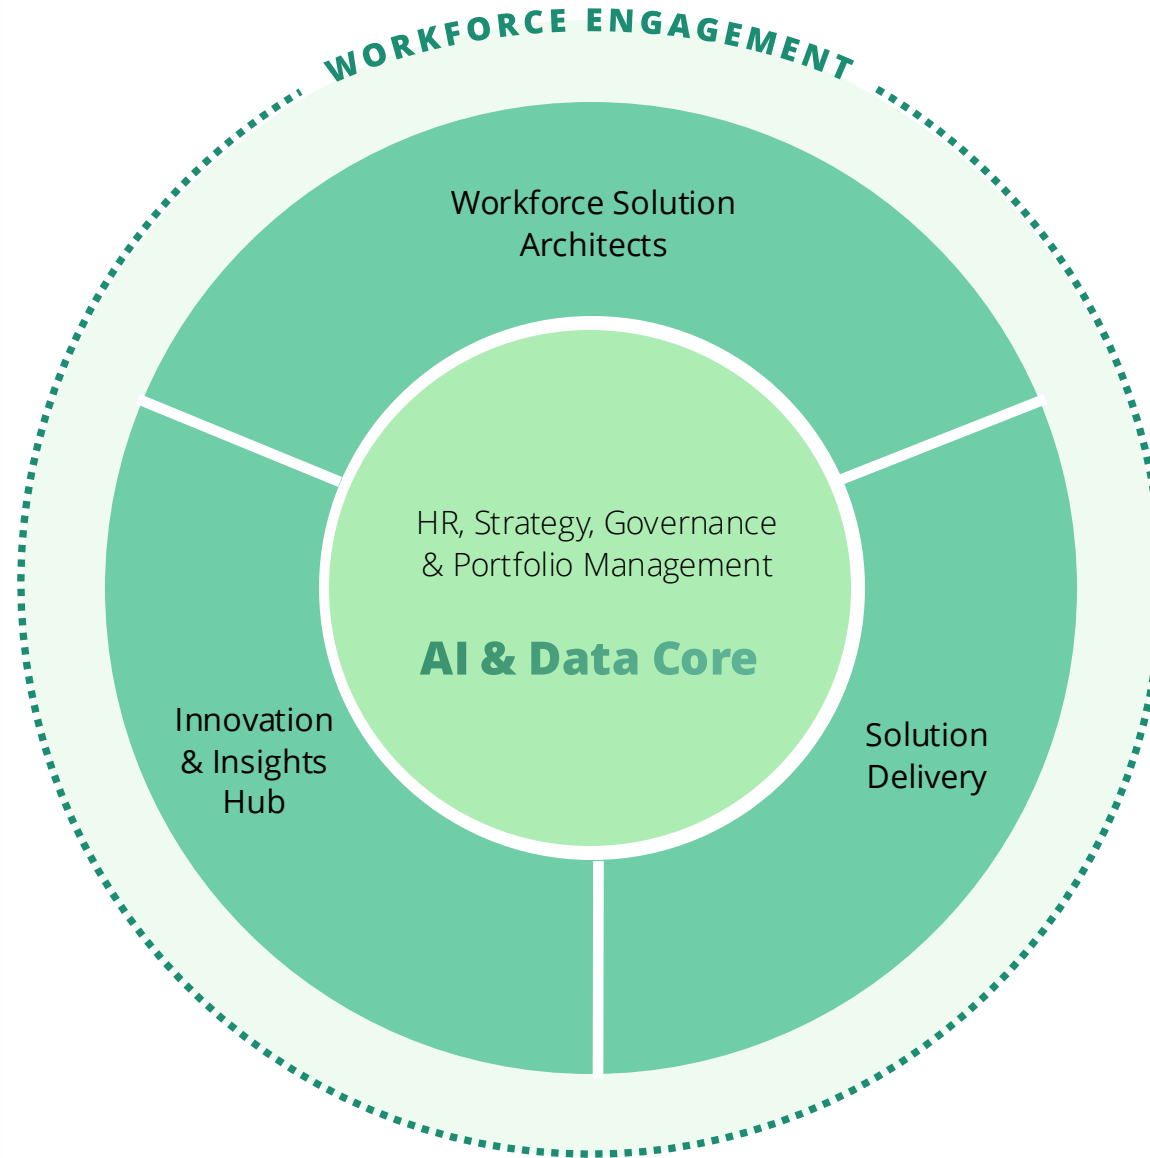 WORKFORCE ENGAGEMENT
Workforce Solution
Architects
HR, Strategy, Governance
& Portfolio Management
AI & Data Core
Innovation
& Insights
Hub
Solution
Delivery